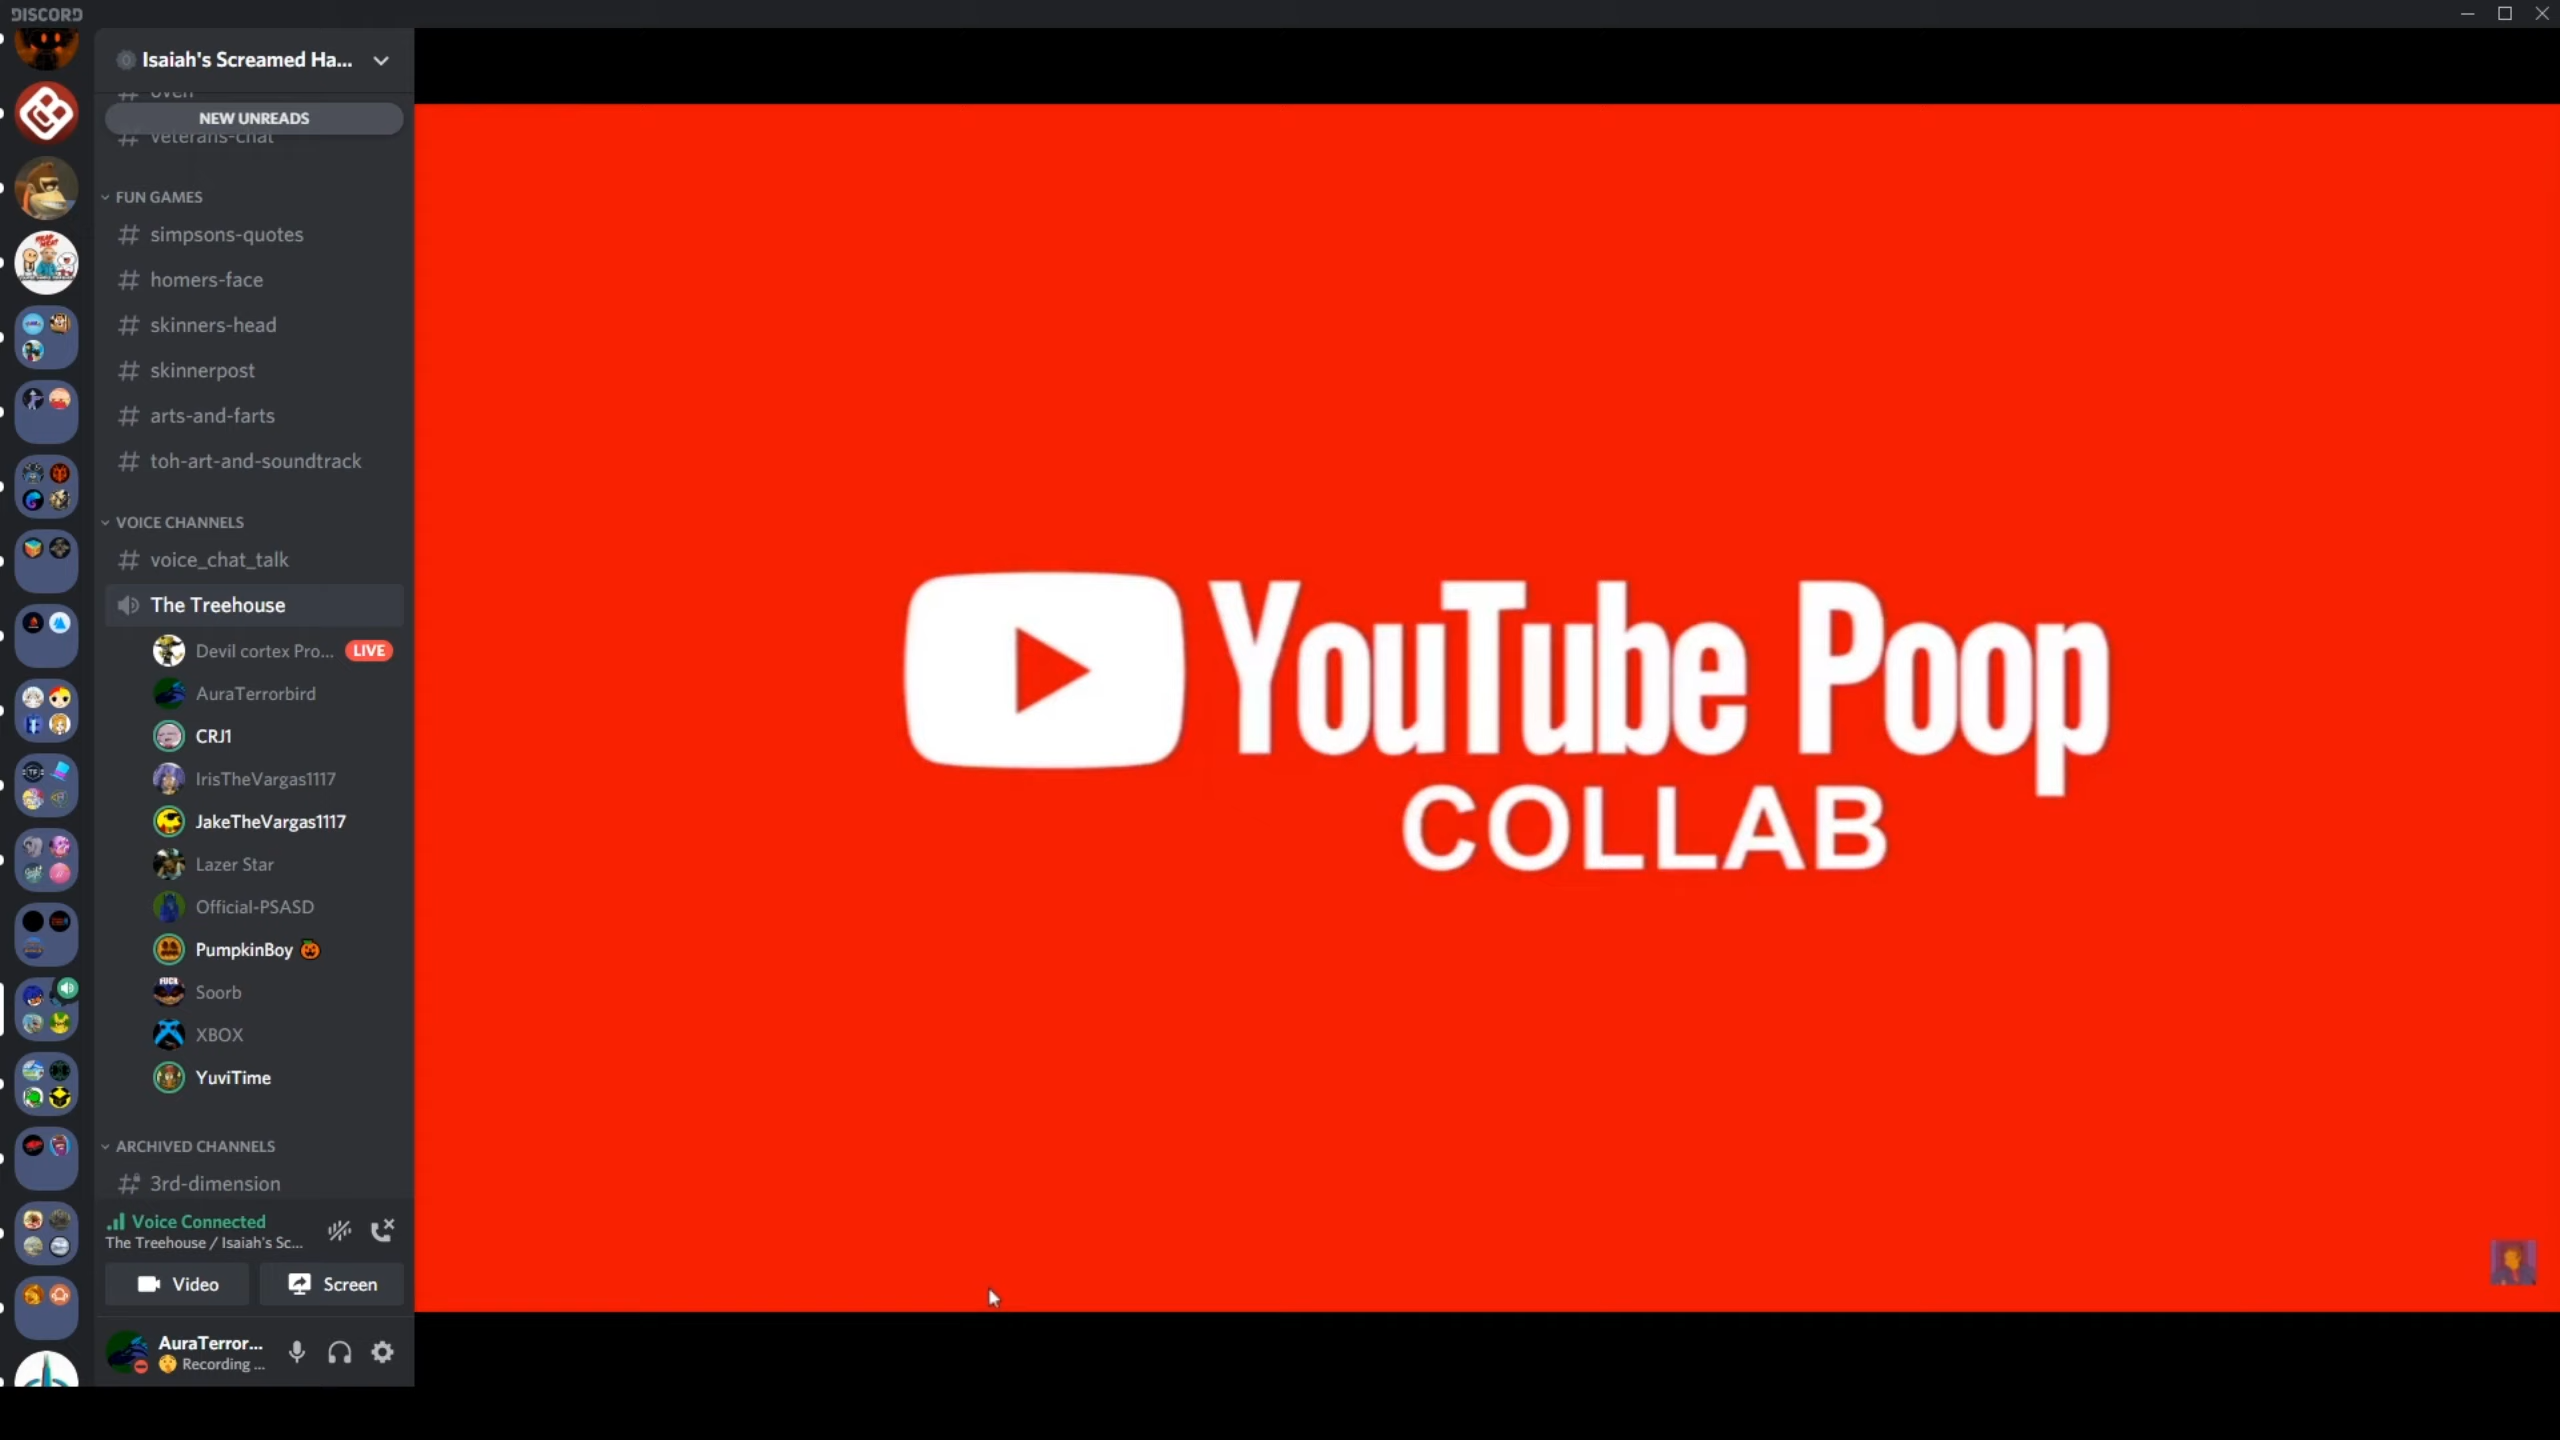 DISCORD
Isaiah's Screamed Ha...
oven
NEW UNREADS
veterans-chat
FUN GAMES
simpsons-quotes
homers-face
skinners-head
skinnerpost
arts-and-farts
toh-art-and-soundtrack
VOICE CHANNELS
voice_chat_talk
The Treehouse
Devil cortex Pro... LIVE
AuraTerrorbird
CRJ1
IrisTheVargas1117
JakeTheVargas1117
Lazer Star
Official-PSASD
PumpkinBoy 🎃
Soorb
XBOX
YuviTime
ARCHIVED CHANNELS
3rd-dimension
Voice Connected
The Treehouse / Isaiah's Sc...
Video
Screen
AuraTerror...
Recording ...
YouTube Poop
COLLAB